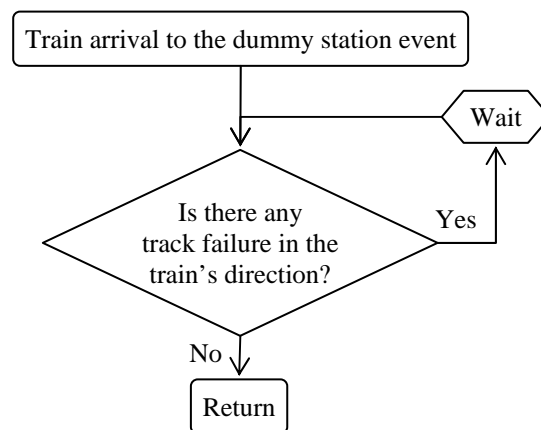 Train arrival to the dummy station event
Wait
Is there any
track failure in the
train's direction?
Yes
No
Return